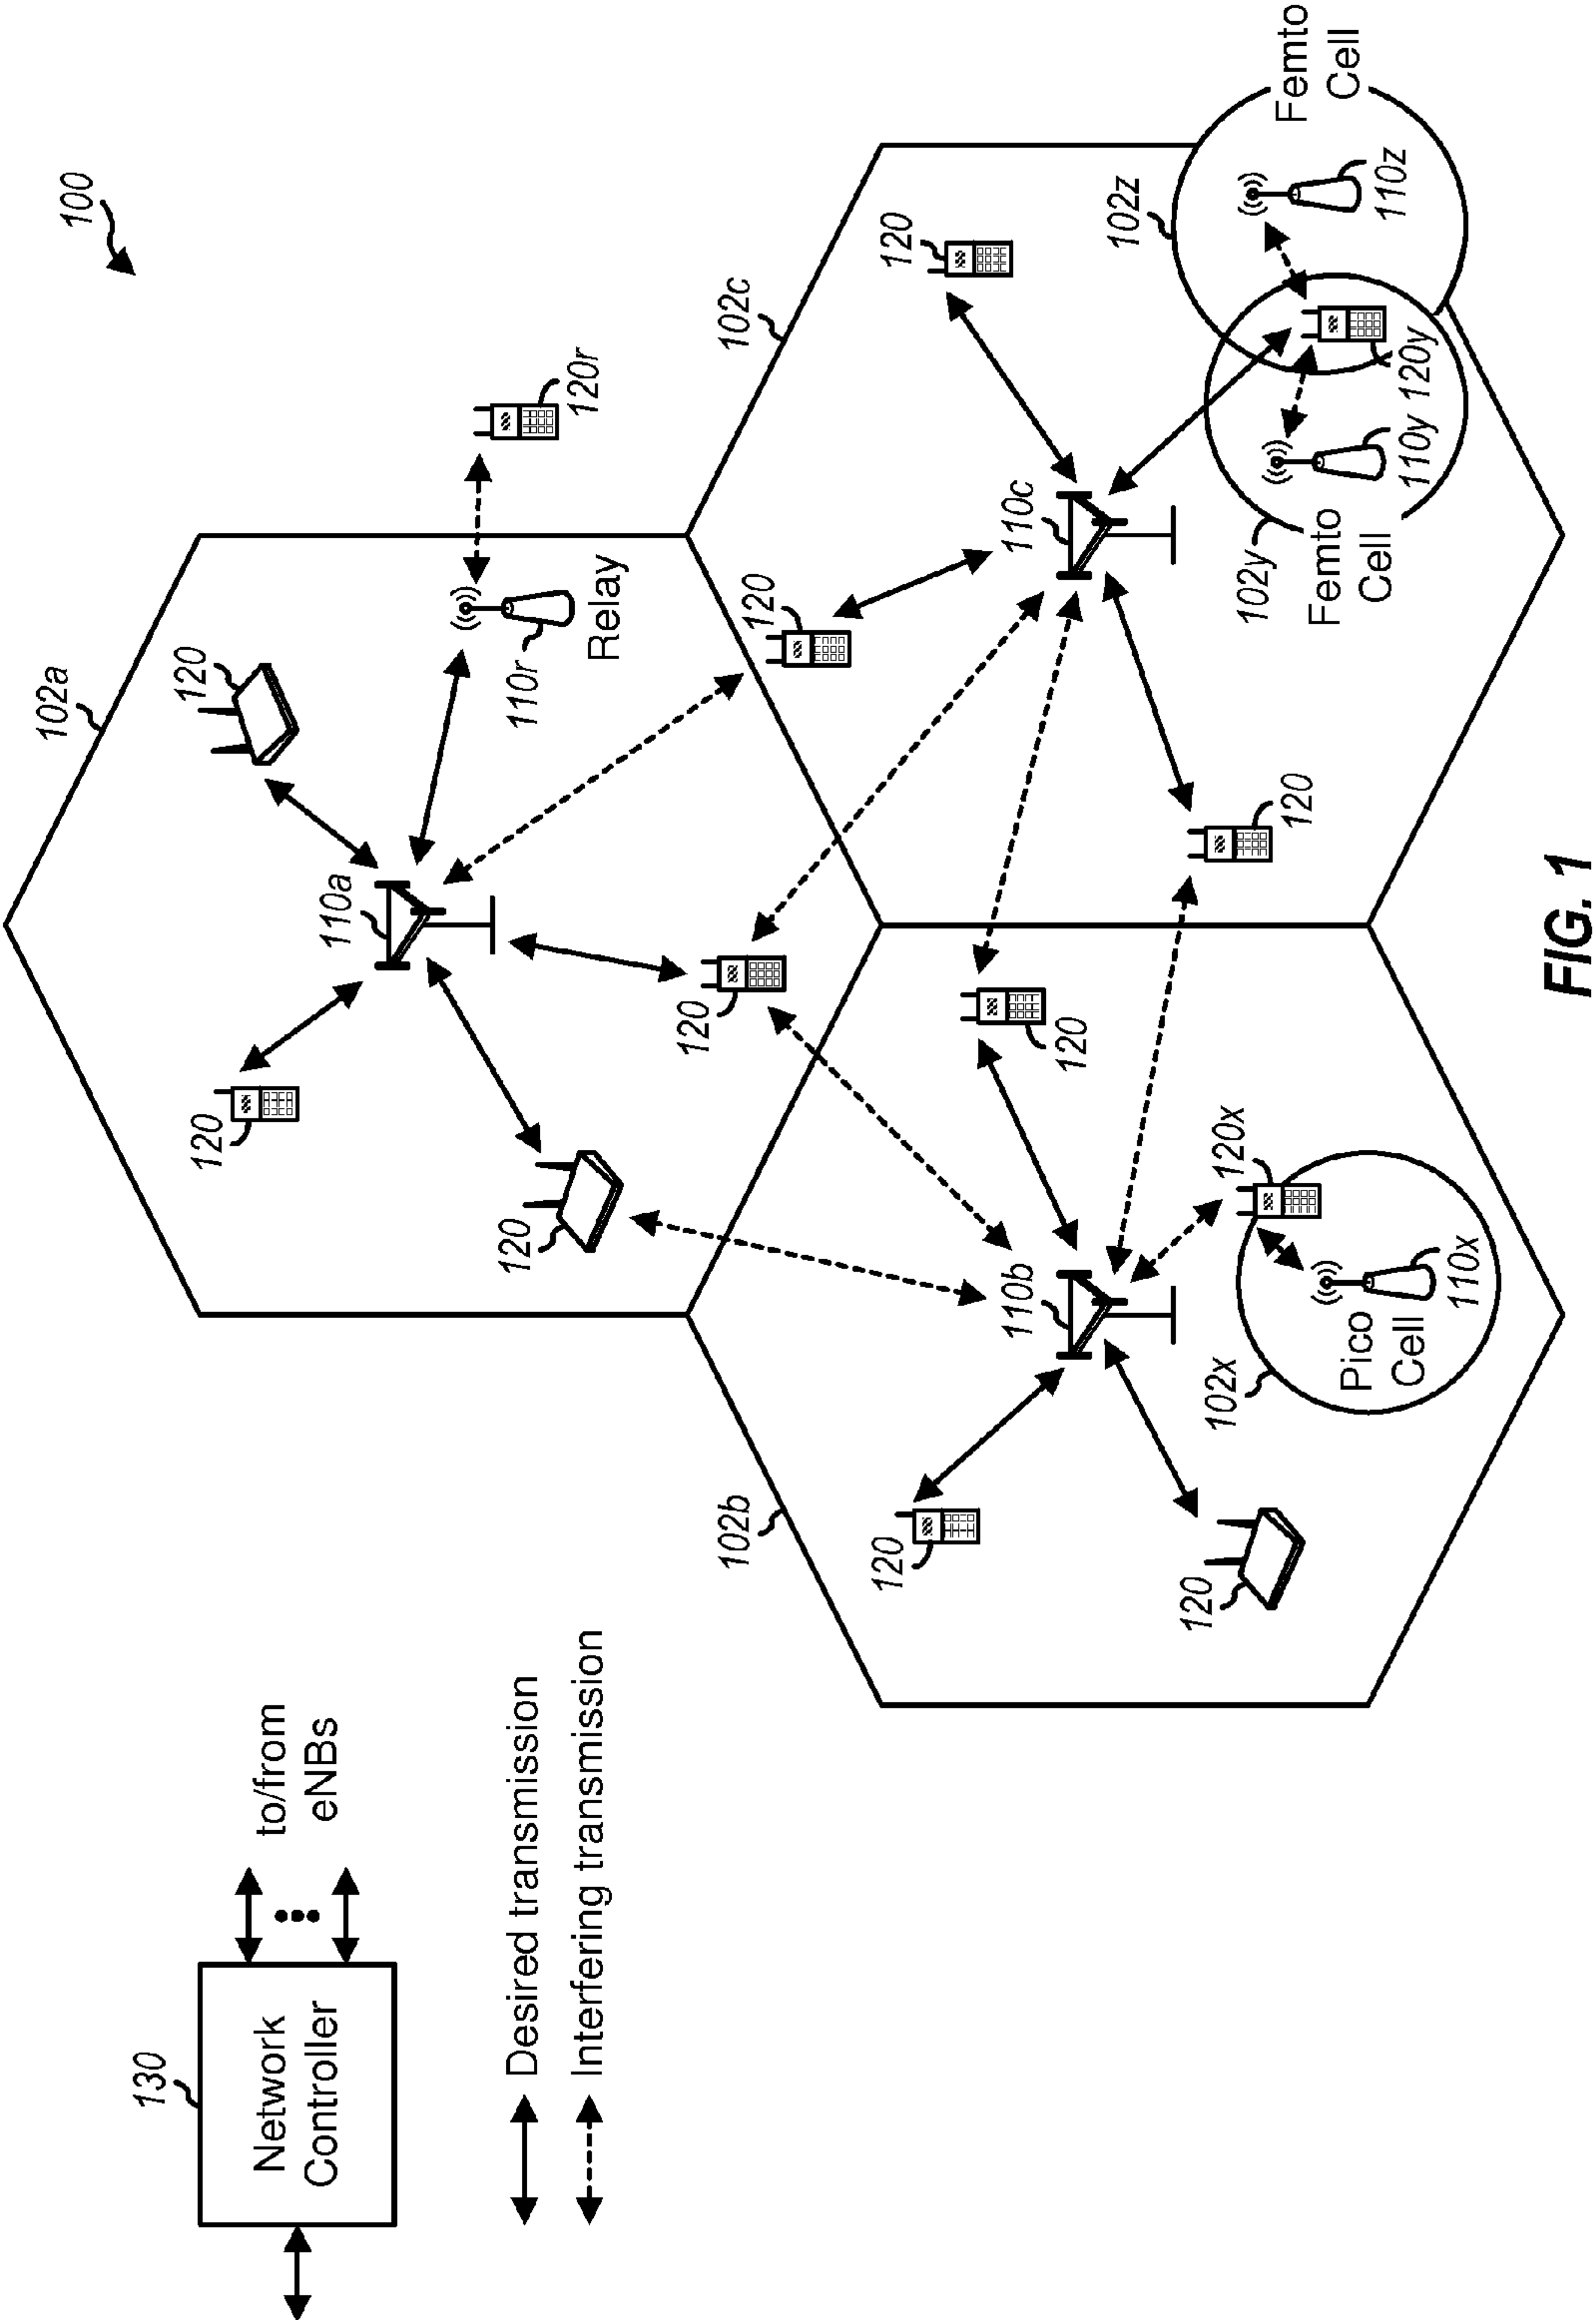 100
130
Network
Controller
to/from
eNBs
Desired transmission
Interfering transmission
102a
120
120
110a
120r
110r
Relay
120
120
102b
102c
120
120
110c
120
110b
120
120
120
102x
Pico
Cell
110x
120x
120
102y
Femto
Cell
110y
120y
102z
110z
Femto
Cell
FIG. 1